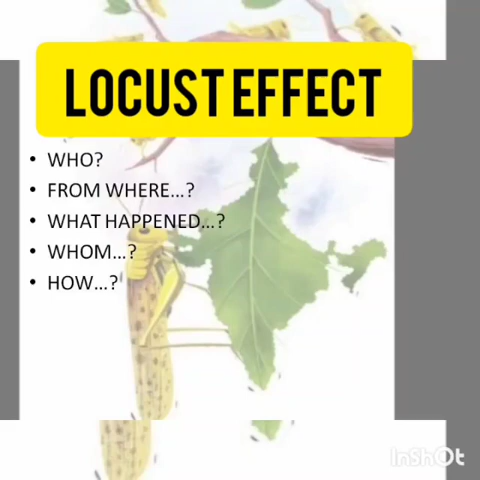 LOCUST EFFECT
• WHO?
• FROM WHERE...?
• WHAT HAPPENED...?
• WHOM...?
• HOW...?
InShOt